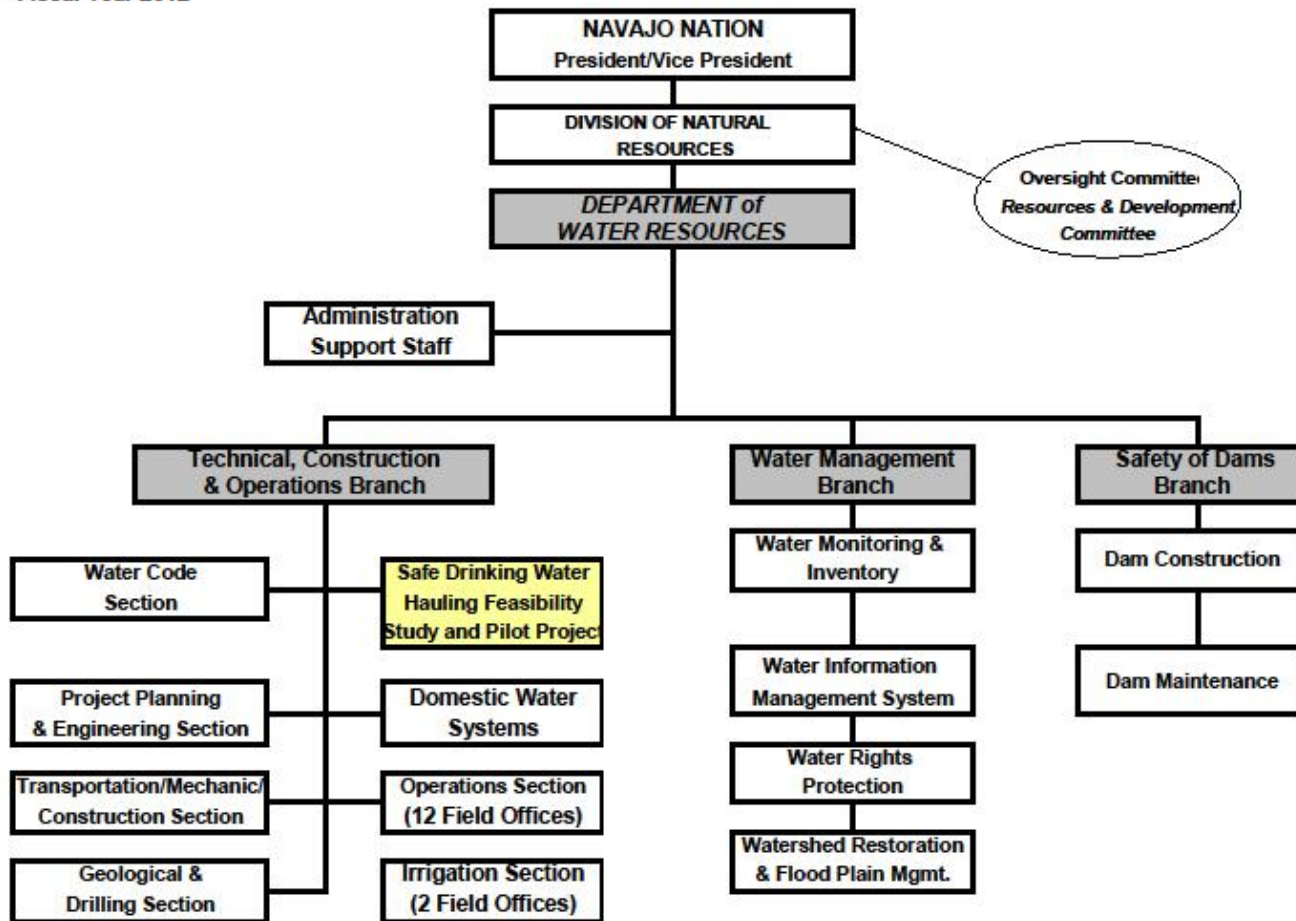 NAVAJO NATION
President/Vice President
DIVISION OF NATURAL
RESOURCES
Oversight Committe
Resources & Development
Committee
DEPARTMENT of
WATER RESOURCES
Administration
Support Staff
Technical, Construction
& Operations Branch
Water Management
Branch
Safety of Dams
Branch
Water Code
Section
Safe Drinking Water
Hauling Feasibility
Study and Pilot Project
Project Planning
& Engineering Section
Domestic Water
Systems
Transportation/Mechanic/
Construction Section
Operations Section
(12 Field Offices)
Geological &
Drilling Section
Irrigation Section
(2 Field Offices)
Water Monitoring &
Inventory
Water Information
Management System
Water Rights
Protection
Watershed Restoration
& Flood Plain Mgmt.
Dam Construction
Dam Maintenance